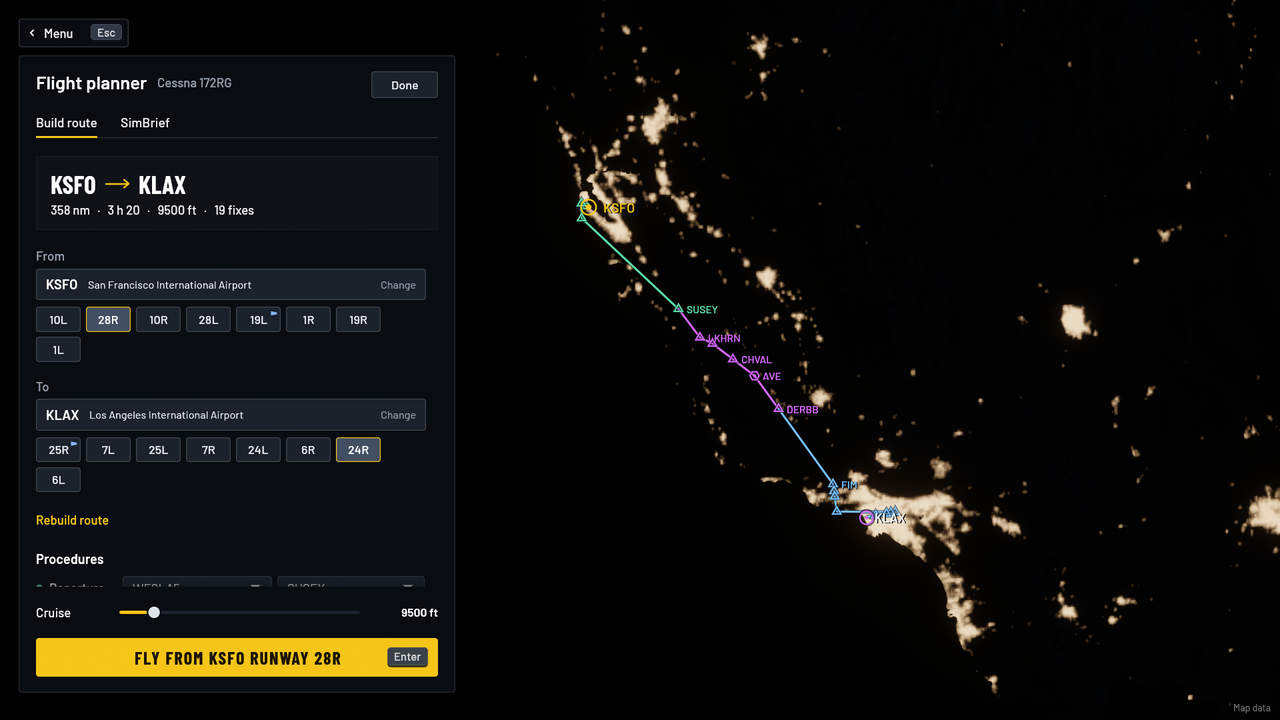 Menu Esc
Flight planner Cessna 172RG
Done
Build route SimBrief
KSFO → KLAX
358 nm · 3 h 20 · 9500 ft · 19 fixes
From
KSFO San Francisco International Airport Change
10L 28R 10R 28L 19L 1R 19R
1L
To
KLAX Los Angeles International Airport Change
25R 7L 25L 7R 24L 6R 24R
6L
Rebuild route
Procedures
Departure SUSEY
Cruise 9500 ft
FLY FROM KSFO RUNWAY 28R Enter
KSFO
SUSEY
CHVAL
AVE
DERBB
FIM
KLAX
Map data